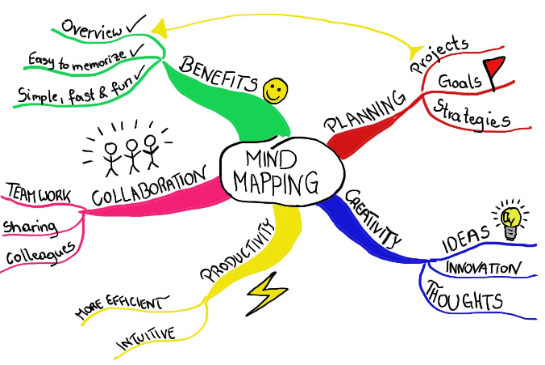 MIND
MAPPING
BENEFITS
Overview
Easy to memorize
Simple, fast & fun
PLANNING
Projects
Goals
Strategies
COLLABORATION
TEAMWORK
Sharing
Colleagues
CREATIVITY
IDEAS
INNOVATION
THOUGHTS
PRODUCTIVITY
MORE EFFICIENT
INTUITIVE